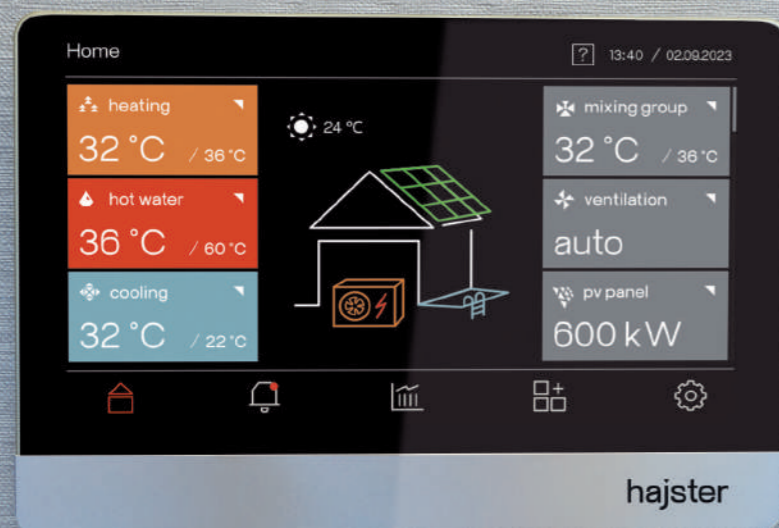 Home
? 13:40 / 02.09.2023
heating
32 °C / 36 °C
hot water
36 °C / 60 °C
cooling
32 °C / 22 °C
24 °C
mixing group
32 °C / 36 °C
ventilation
auto
pv panel
600 kW
hajster